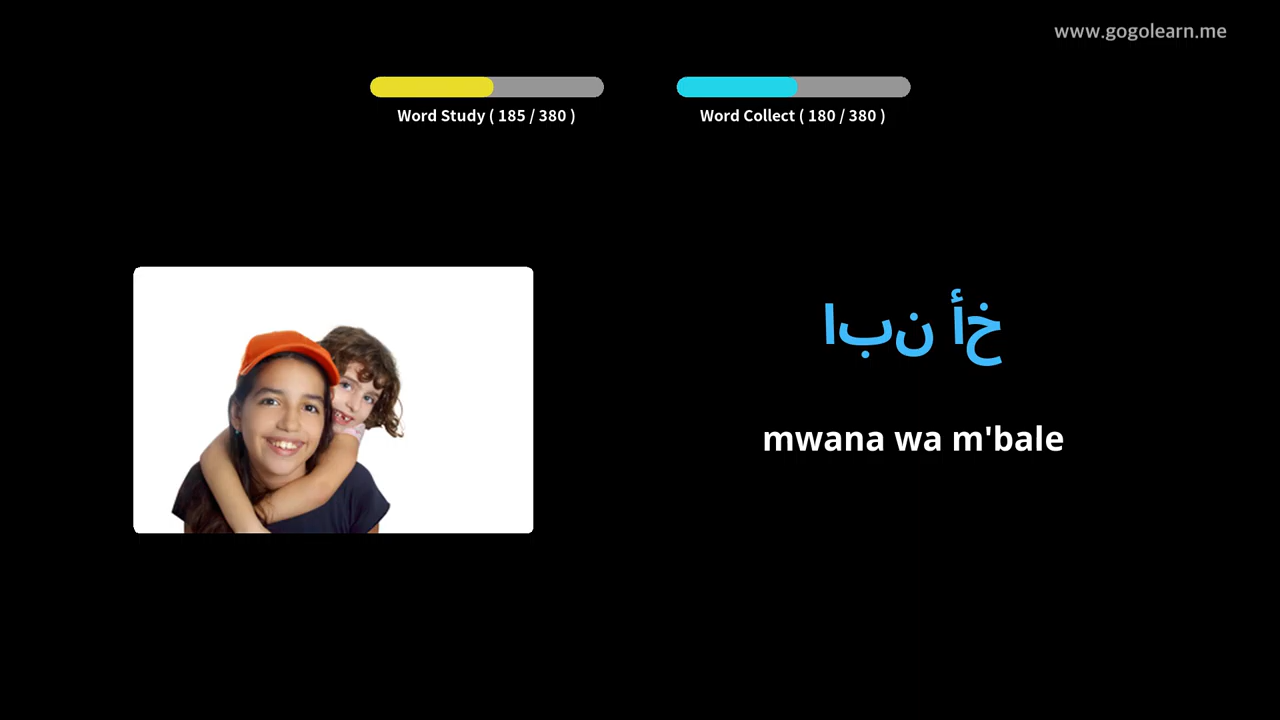 www.gogolearn.me
Word Study ( 185 / 380 )
Word Collect ( 180 / 380 )
ابن أخ
mwana wa m'bale